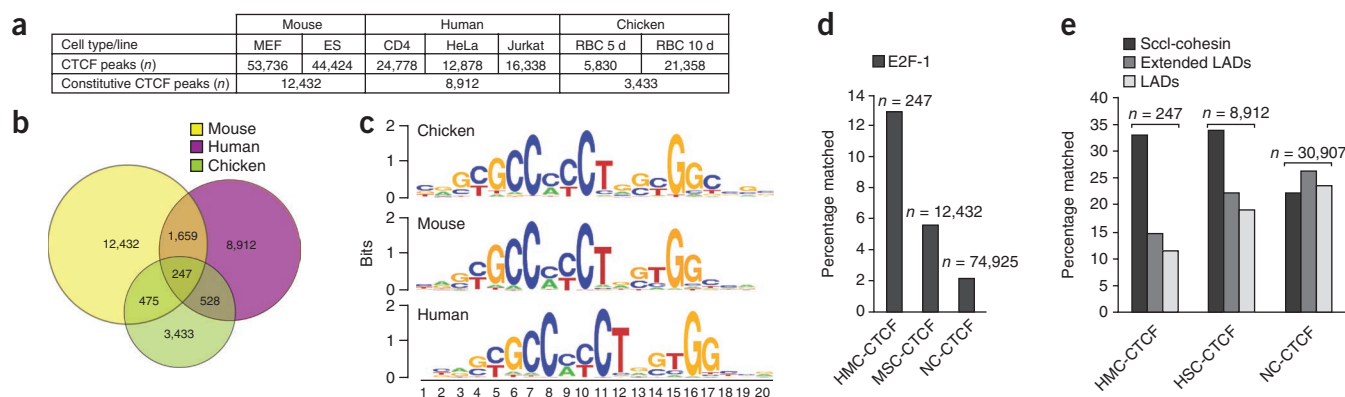 a
Mouse Human Chicken
Cell type/line MEF ES CD4 HeLa Jurkat RBC 5 d RBC 10 d
CTCF peaks (n) 53,736 44,424 24,778 12,878 16,338 5,830 21,358
Constitutive CTCF peaks (n) 12,432 8,912 3,433
b
Mouse
Human
Chicken
12,432
1,659
8,912
247
475
528
3,433
c
Bits
Chicken
2
1
0
Mouse
2
1
0
Human
2
1
0
1 2 3 4 5 6 7 8 9 10 11 12 13 14 15 16 17 18 19 20
d
E2F-1
Percentage matched
14
12
10
8
6
4
2
0
n = 247
n = 12,432
n = 74,925
HMC-CTCF
MSC-CTCF
NC-CTCF
e
Sccl-cohesin
Extended LADs
LADs
Percentage matched
40
35
30
25
20
15
10
5
0
n = 247
n = 8,912
n = 30,907
HMC-CTCF
HSC-CTCF
NC-CTCF